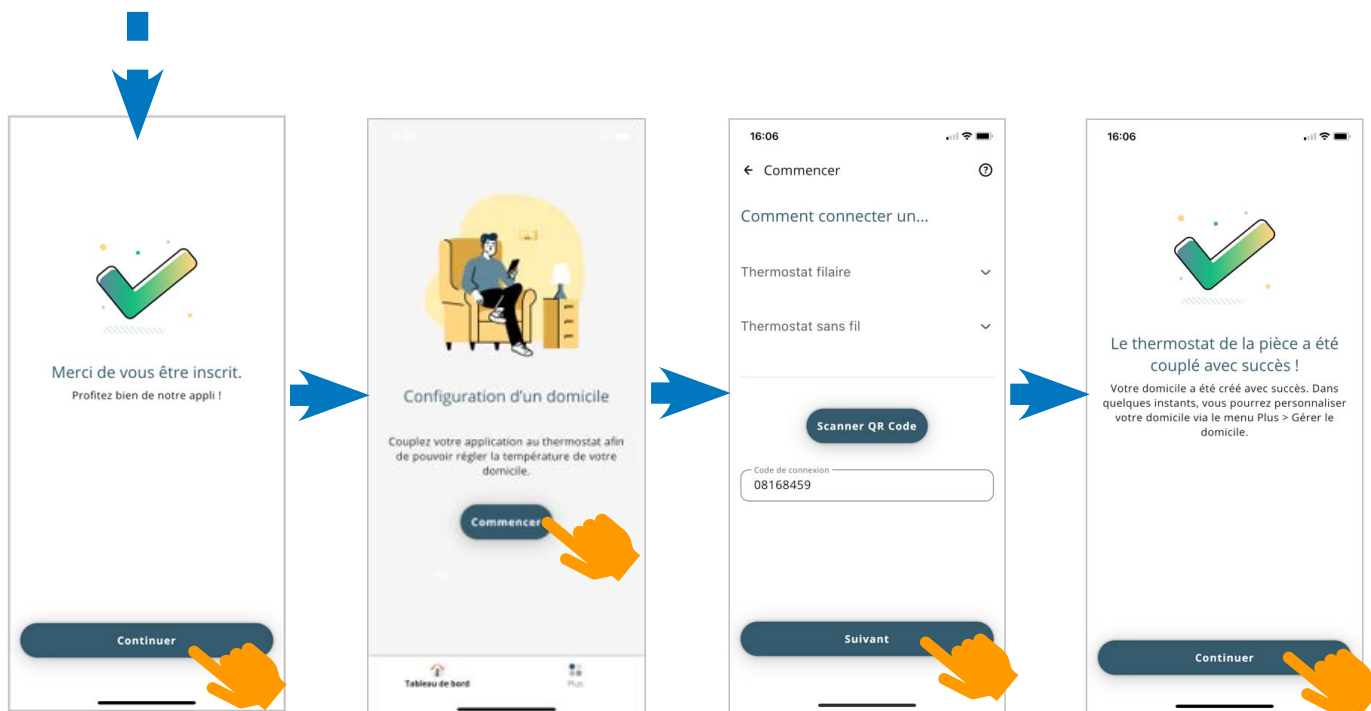 Merci de vous être inscrit.
Profitez bien de notre appli !
Continuer
Configuration d'un domicile
Couplez votre application au thermostat afin
de pouvoir régler la température de votre
domicile.
Commencer
Tableau de bord
Plus
16:06
Commencer
Comment connecter un...
Thermostat filaire
Thermostat sans fil
Scanner QR Code
Code de connexion
08168459
Suivant
16:06
Le thermostat de la pièce a été
couplé avec succès !
Votre domicile a été créé avec succès. Dans
quelques instants, vous pourrez personnaliser
votre domicile via le menu Plus > Gérer le
domicile.
Continuer